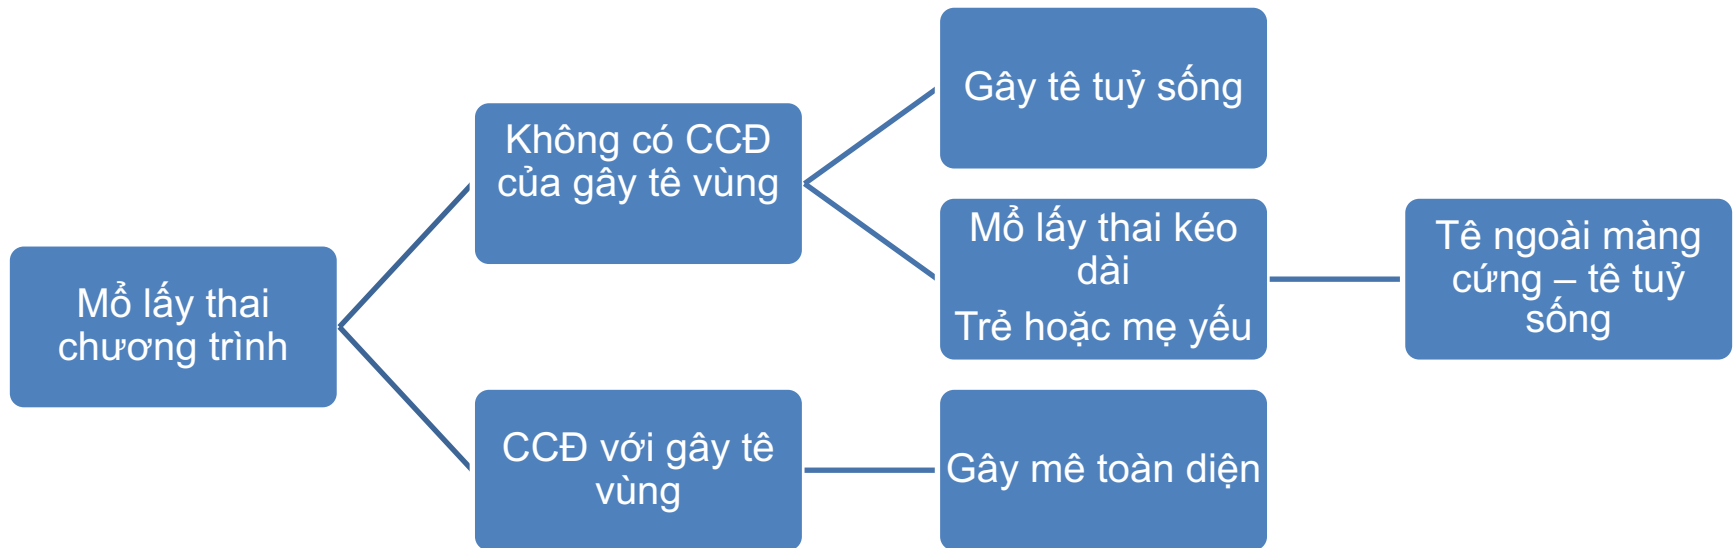 Mổ lấy thai
chương trình
Không có CCĐ
của gây tê vùng
Gây tê tuỷ sống
Mổ lấy thai kéo
dài
Trẻ hoặc mẹ yếu
Tê ngoài màng
cứng – tê tuỷ
sống
CCĐ với gây tê
vùng
Gây mê toàn diện